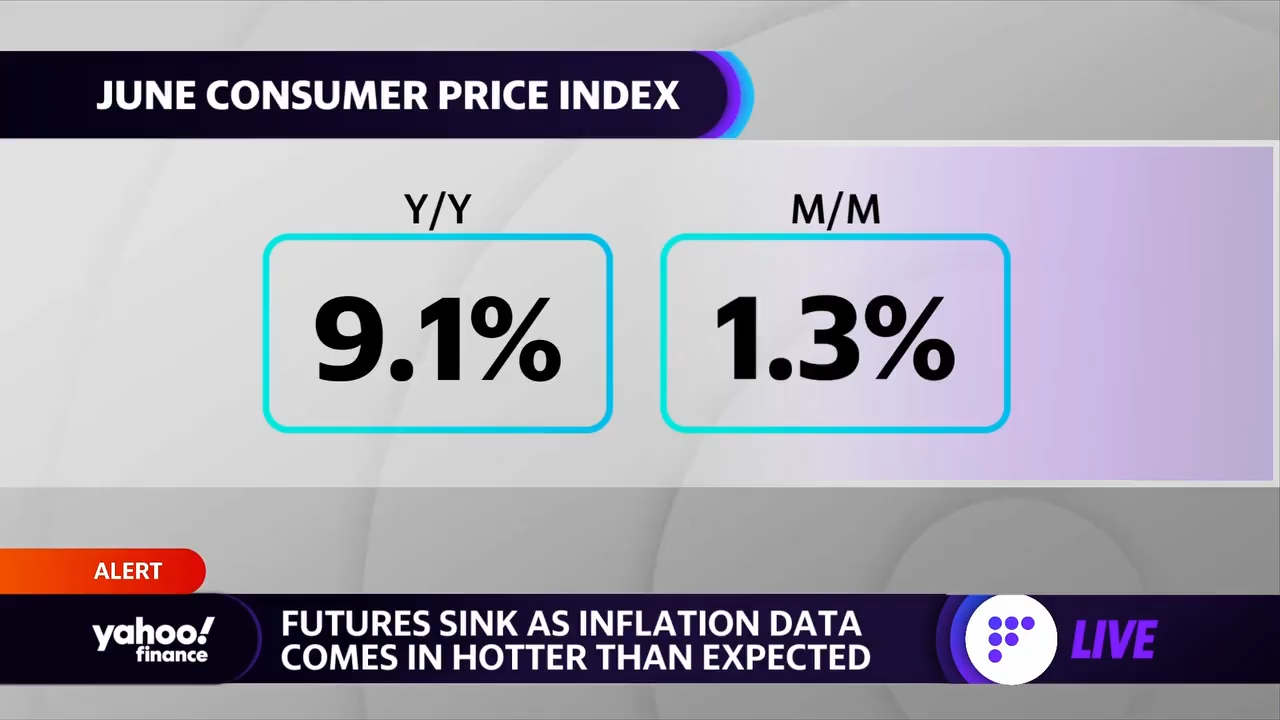 JUNE CONSUMER PRICE INDEX
Y/Y
M/M
9.1%
1.3%
ALERT
yahoo!
finance
FUTURES SINK AS INFLATION DATA
COMES IN HOTTER THAN EXPECTED
LIVE